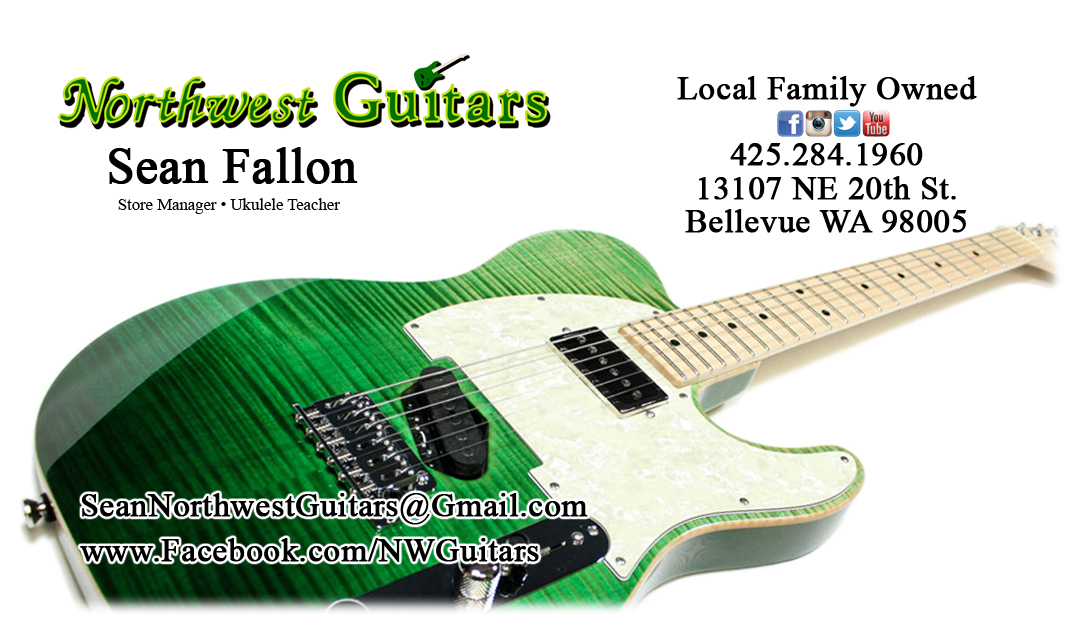 Northwest Guitars
Sean Fallon
Store Manager • Ukulele Teacher
Local Family Owned
You
Tube
425.284.1960
13107 NE 20th St.
Bellevue WA 98005
SeanNorthwestGuitars@Gmail.com
www.Facebook.com/NWGuitars